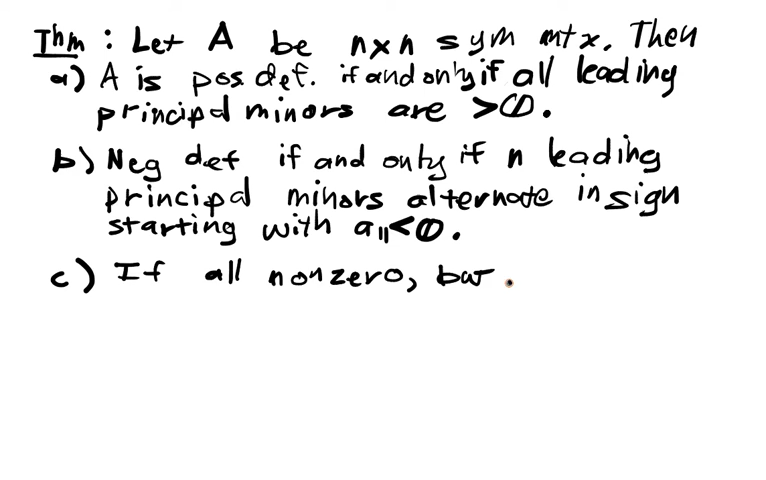 Thm : Let A be nxn sym mtx. Then
a) A is pos def. if and only if all leading
principal minors are >0.
b) Neg def if and only if n leading
principal minors alternate in sign
starting with a₁₁<0.
c) If all nonzero, but